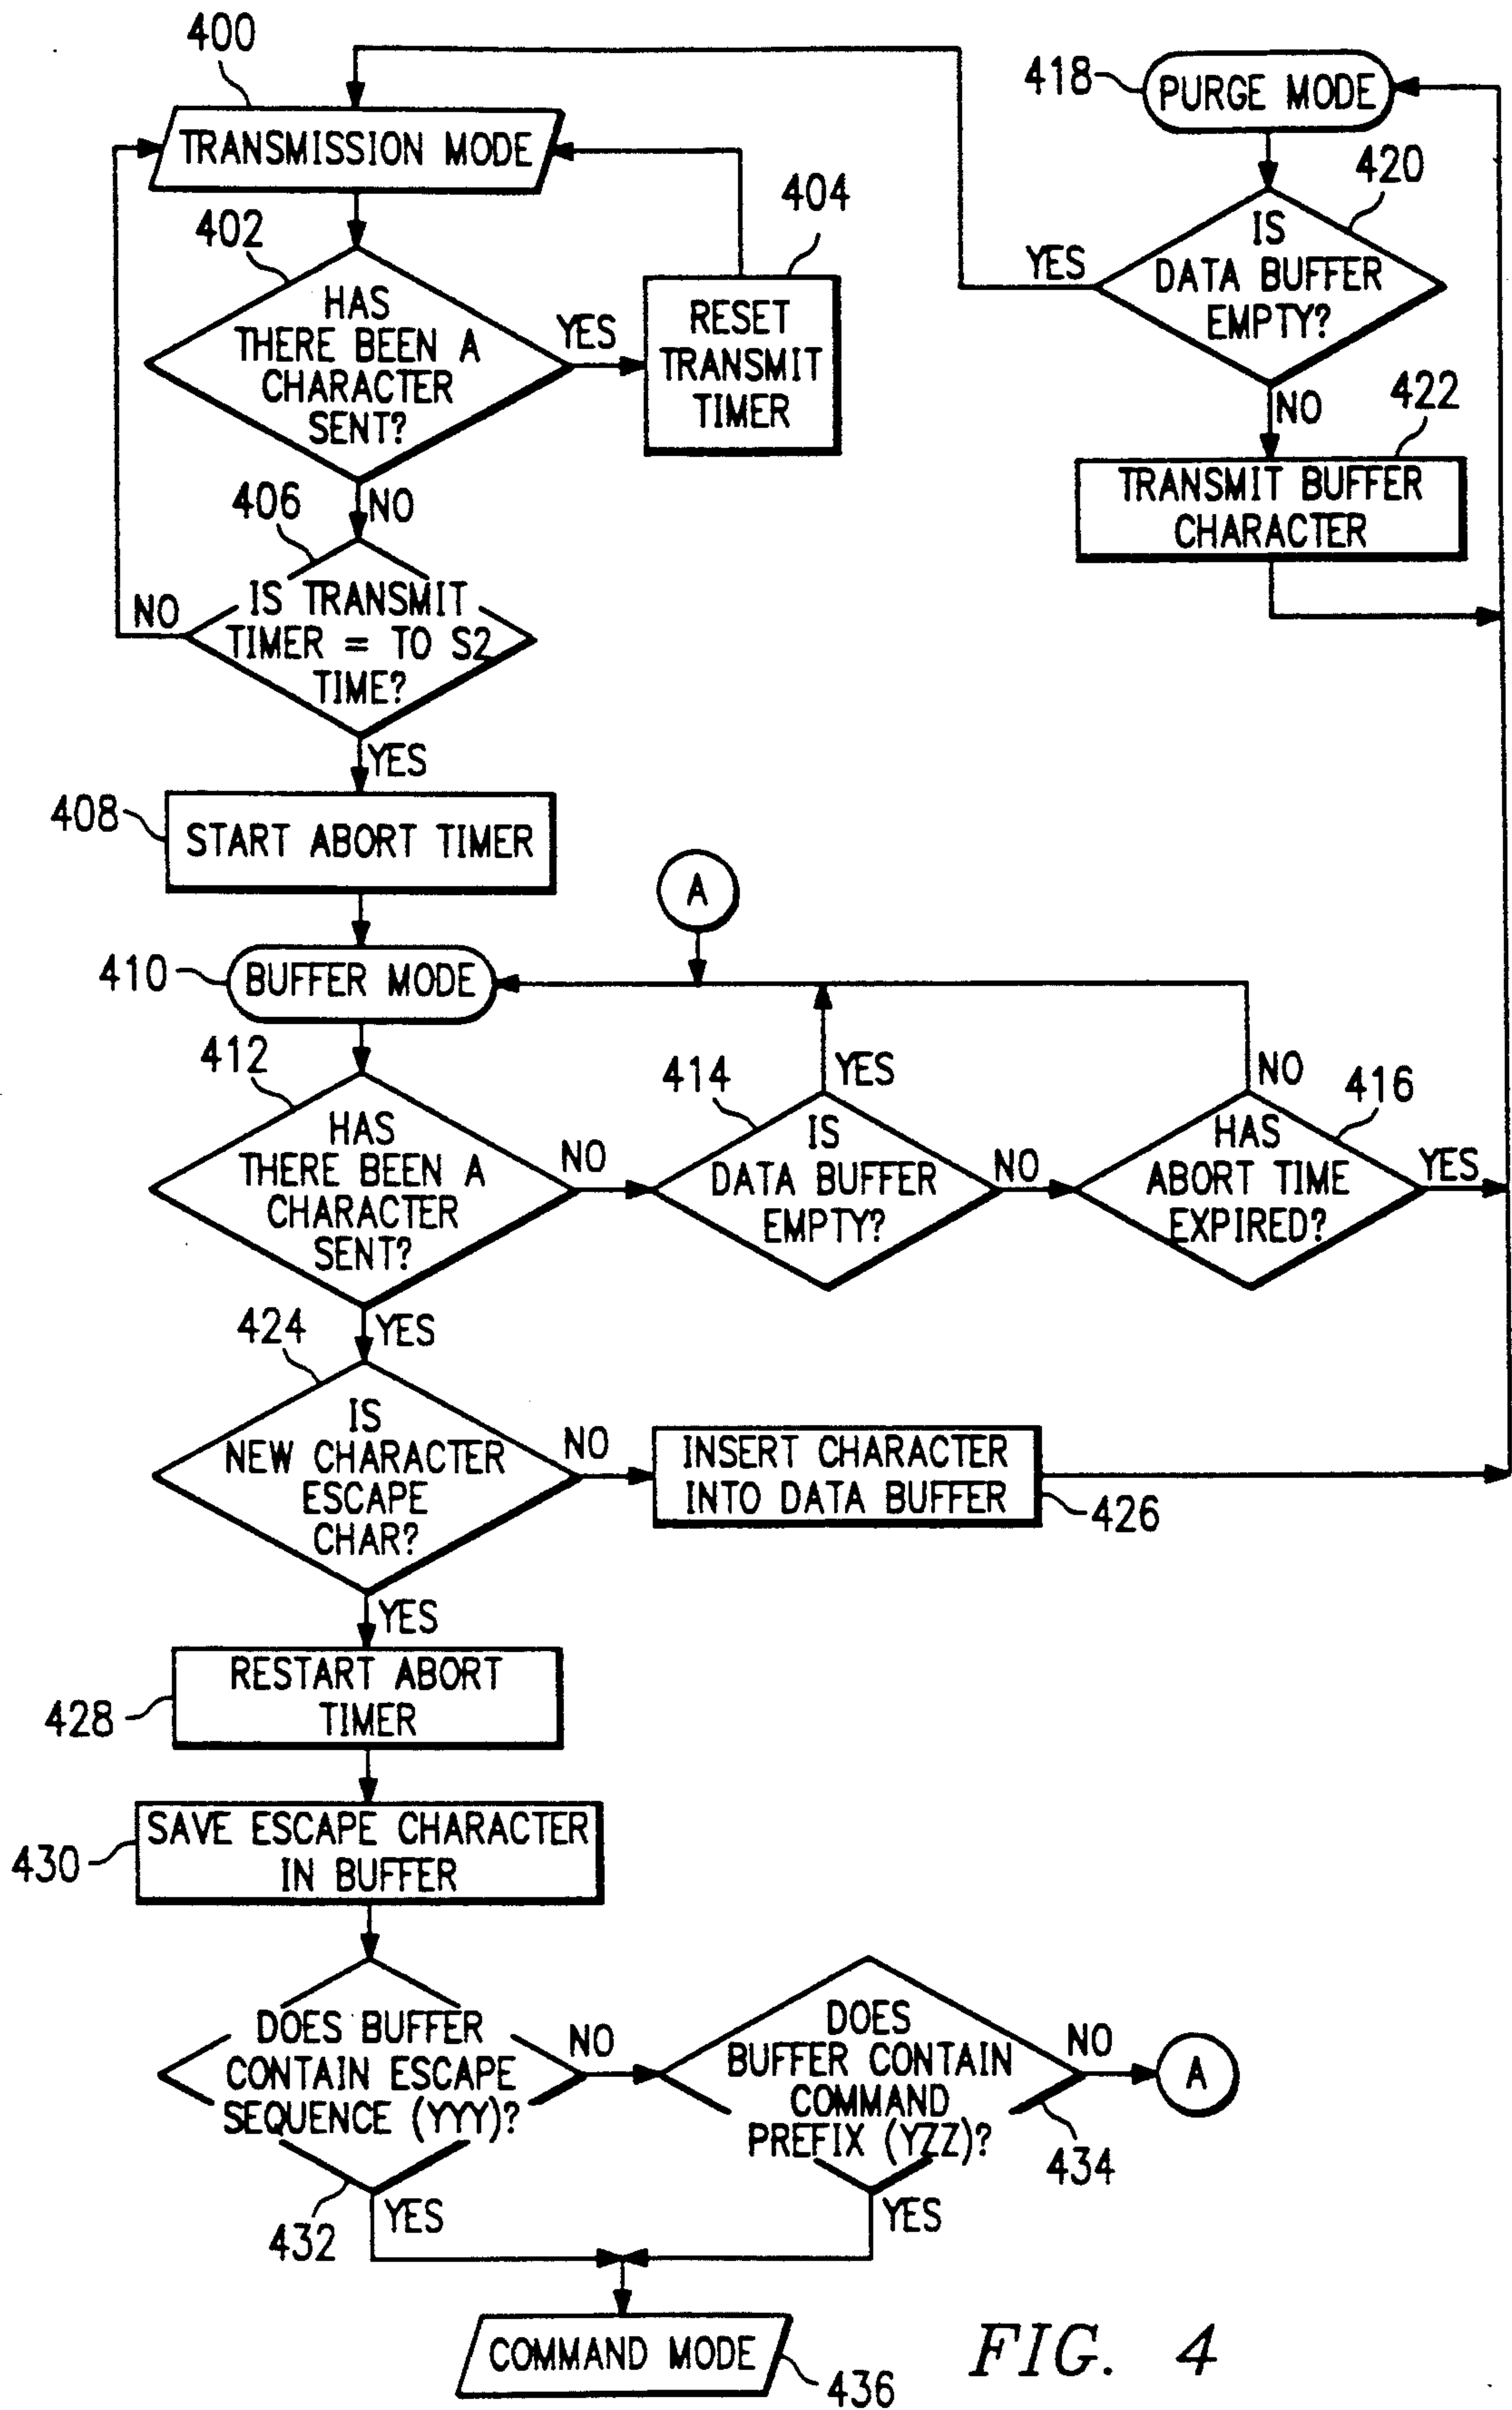 400
TRANSMISSION MODE
402
HAS
THERE BEEN A
CHARACTER
SENT?
YES
404
RESET
TRANSMIT
TIMER
NO
406
IS TRANSMIT
TIMER = TO S2
TIME?
NO
YES
408
START ABORT TIMER
A
410
BUFFER MODE
412
HAS
THERE BEEN A
CHARACTER
SENT?
NO
414
IS
DATA BUFFER
EMPTY?
YES
NO
416
HAS
ABORT TIME
EXPIRED?
NO
YES
418
PURGE MODE
420
IS
DATA BUFFER
EMPTY?
YES
NO
422
TRANSMIT BUFFER
CHARACTER
YES
424
IS
NEW CHARACTER
ESCAPE
CHAR?
NO
INSERT CHARACTER
INTO DATA BUFFER
426
YES
RESTART ABORT
TIMER
428
SAVE ESCAPE CHARACTER
IN BUFFER
430
DOES BUFFER
CONTAIN ESCAPE
SEQUENCE (YYY)?
432
NO
YES
DOES
BUFFER CONTAIN
COMMAND
PREFIX (YZZ)?
434
NO
A
YES
COMMAND MODE
436
FIG. 4